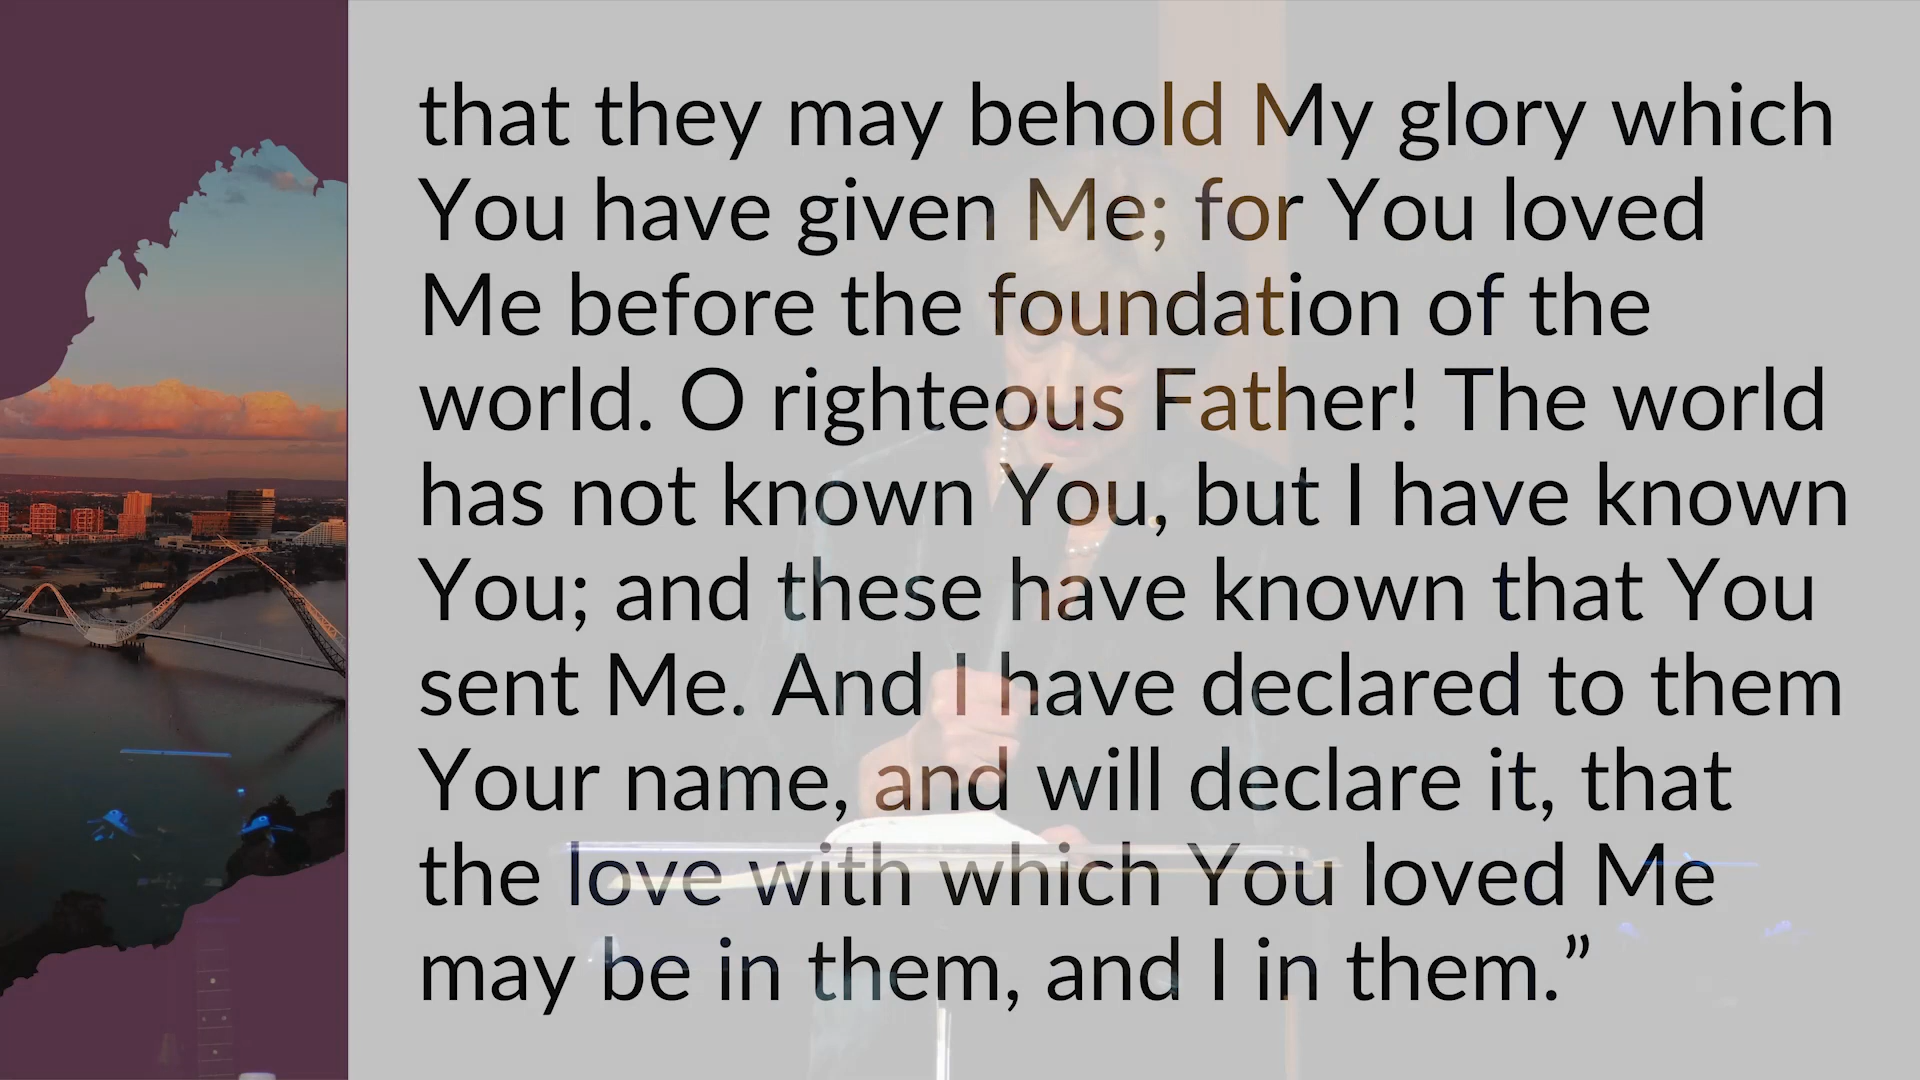 that they may behold My glory which
You have given Me; for You loved
Me before the foundation of the
world. O righteous Father! The world
has not known You, but I have known
You; and these have known that You
sent Me. And I have declared to them
Your name, and will declare it, that
the love with which You loved Me
may be in them, and I in them.”